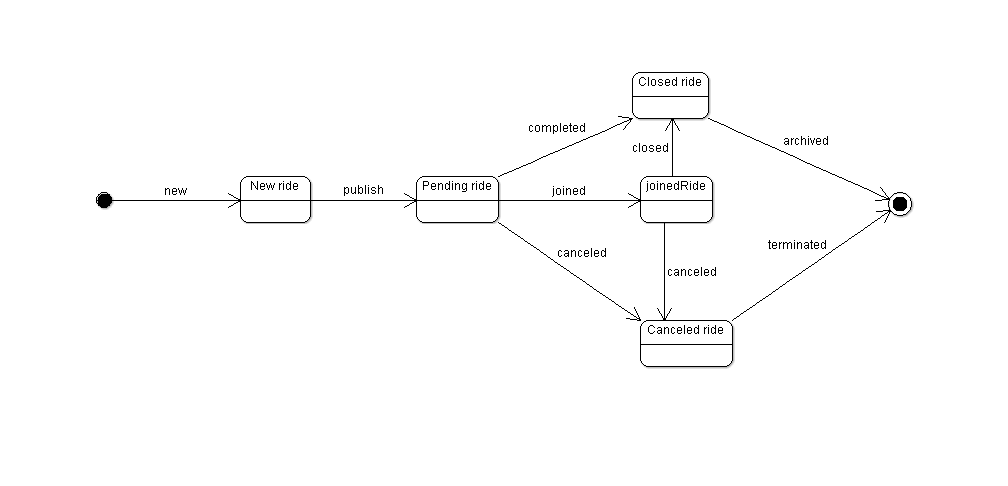 Closed ride
completed
archived
closed
new
New ride
publish
Pending ride
joined
joinedRide
canceled
canceled
terminated
Canceled ride